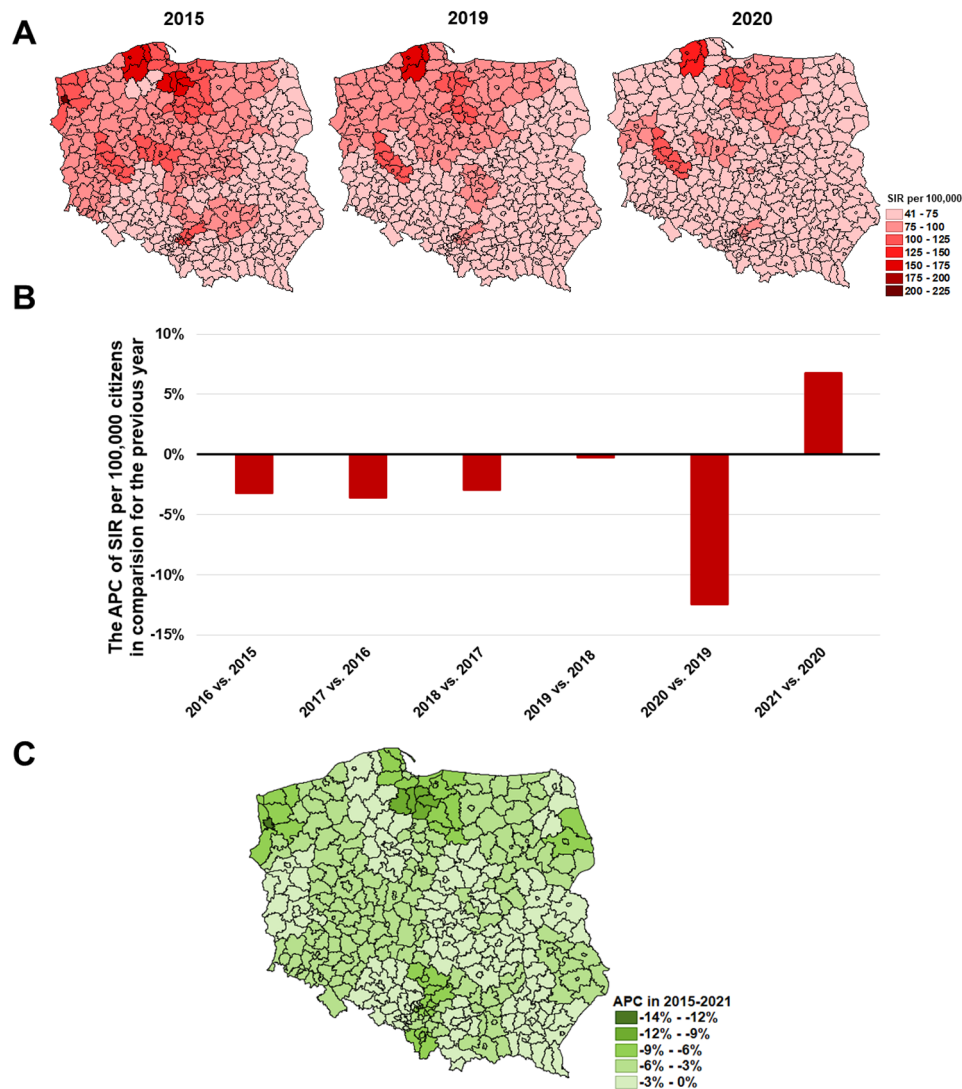 A
2015
2019
2020
SIR per 100,000
41 - 75
75 - 100
100 - 125
125 - 150
150 - 175
175 - 200
200 - 225
B
The APC of SIR per 100,000 citizens
in comparision for the previous year
10%
5%
0%
-5%
-10%
-15%
2016 vs. 2015
2017 vs. 2016
2018 vs. 2017
2019 vs. 2018
2020 vs. 2019
2021 vs. 2020
C
APC in 2015-2021
-14% - -12%
-12% - -9%
-9% - -6%
-6% - -3%
-3% - 0%